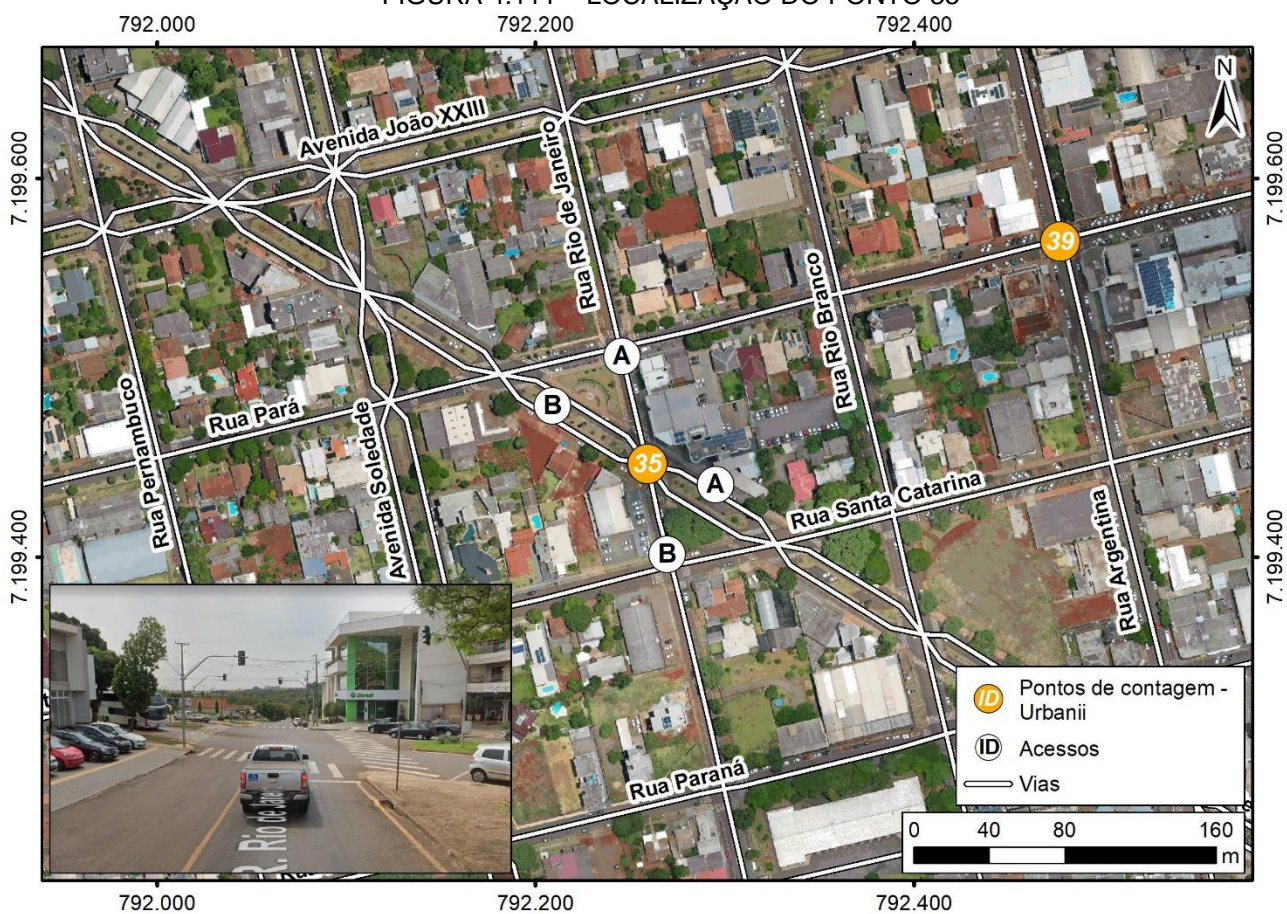 792.000
792.200
792.400
N
7.199.600
7.199.600
Avenida João XXIII
Rua Rio de Janeiro
39
Rua Rio Branco
A
Rua Pernambuco
Rua Pará
B
Avenida Soledade
35
A
Rua Santa Catarina
Rua Argentina
B
7.199.400
7.199.400
Rua Paraná
R. Rio de Janei
ID
Pontos de contagem -
Urbanii
ID
Acessos
Vias
0
40
80
160
m
792.000
792.200
792.400